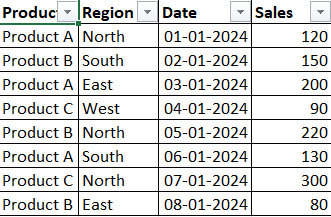 Product Region Date Sales
Product A North 01-01-2024 120
Product B South 02-01-2024 150
Product A East 03-01-2024 200
Product C West 04-01-2024 90
Product B North 05-01-2024 220
Product A South 06-01-2024 130
Product C North 07-01-2024 300
Product B East 08-01-2024 80